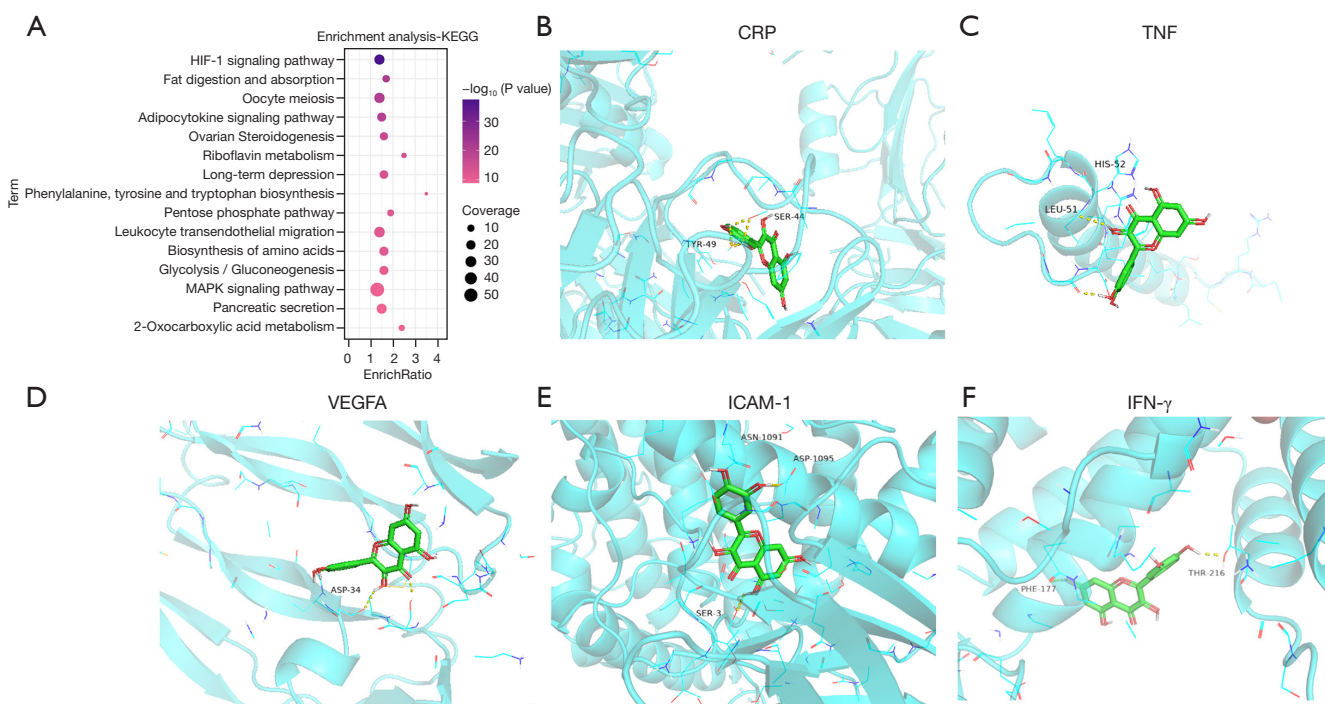 A
Enrichment analysis-KEGG
Term
HIF-1 signaling pathway
Fat digestion and absorption
Oocyte meiosis
Adipocytokine signaling pathway
Ovarian Steroidogenesis
Riboflavin metabolism
Long-term depression
Phenylalanine, tyrosine and tryptophan biosynthesis
Pentose phosphate pathway
Leukocyte transendothelial migration
Biosynthesis of amino acids
Glycolysis / Gluconeogenesis
MAPK signaling pathway
Pancreatic secretion
2-Oxocarboxylic acid metabolism
0 1 2 3 4
EnrichRatio
−log₁₀ (P value)
30
20
10
Coverage
10
20
30
40
50
B
CRP
SER-44
TYR-49
C
TNF
HIS-52
LEU-51
D
VEGFA
ASP-34
E
ICAM-1
ASN-1091
ASP-1095
SER-3
F
IFN-γ
PHE-177
THR-216